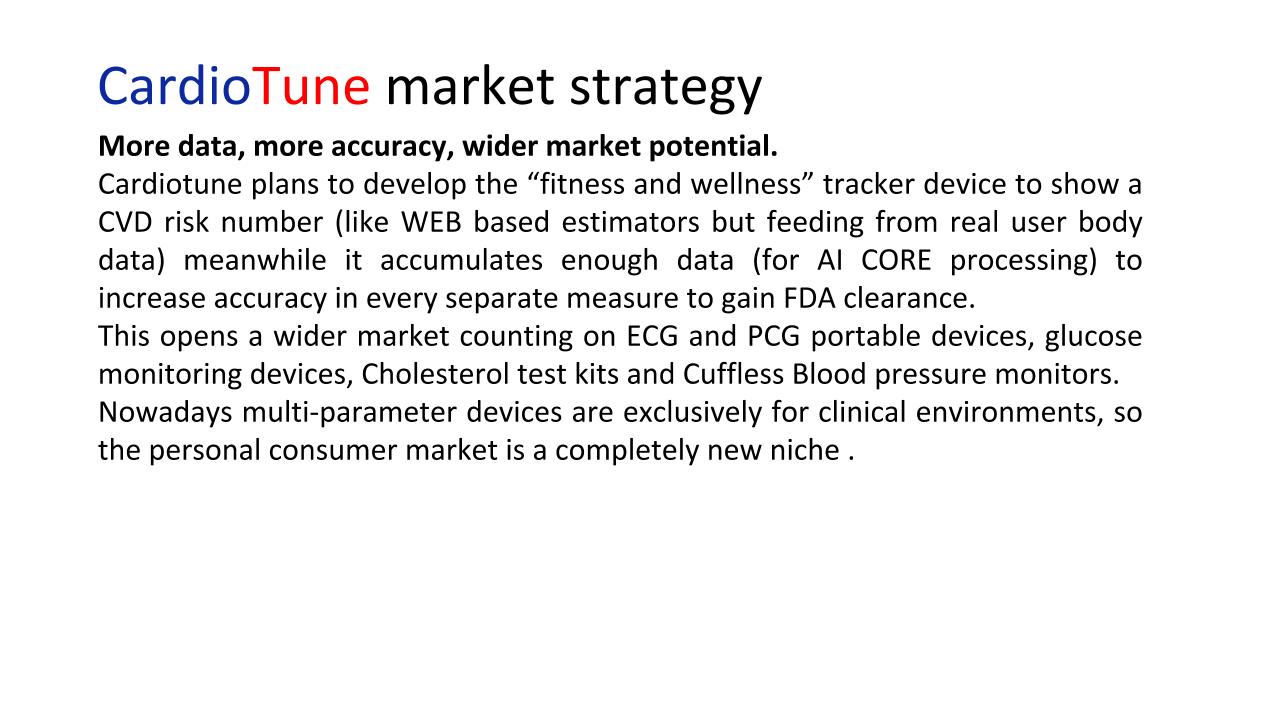 CardioTune market strategy
More data, more accuracy, wider market potential.
Cardiotune plans to develop the “fitness and wellness” tracker device to show a
CVD risk number (like WEB based estimators but feeding from real user body
data) meanwhile it accumulates enough data (for AI CORE processing) to
increase accuracy in every separate measure to gain FDA clearance.
This opens a wider market counting on ECG and PCG portable devices, glucose
monitoring devices, Cholesterol test kits and Cuffless Blood pressure monitors.
Nowadays multi-parameter devices are exclusively for clinical environments, so
the personal consumer market is a completely new niche .